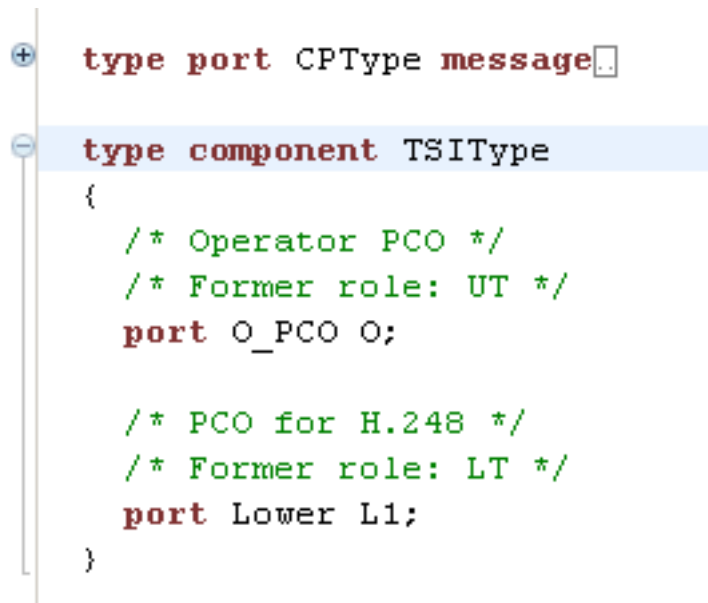 type port CPType message..
type component TSIType
{
/* Operator PCO */
/* Former role: UT */
port O_PCO O;
/* PCO for H.248 */
/* Former role: LT */
port Lower L1;
}